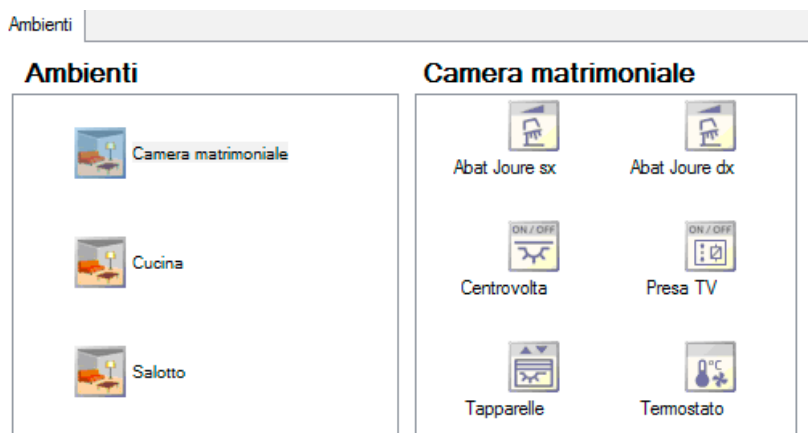 Ambienti
Ambienti
Camera matrimoniale
Camera matrimoniale
Cucina
Salotto
Abat Joure sx
Abat Joure dx
ON / OFF
Centrovolta
ON / OFF
Presa TV
Tapparelle
°C
Termostato